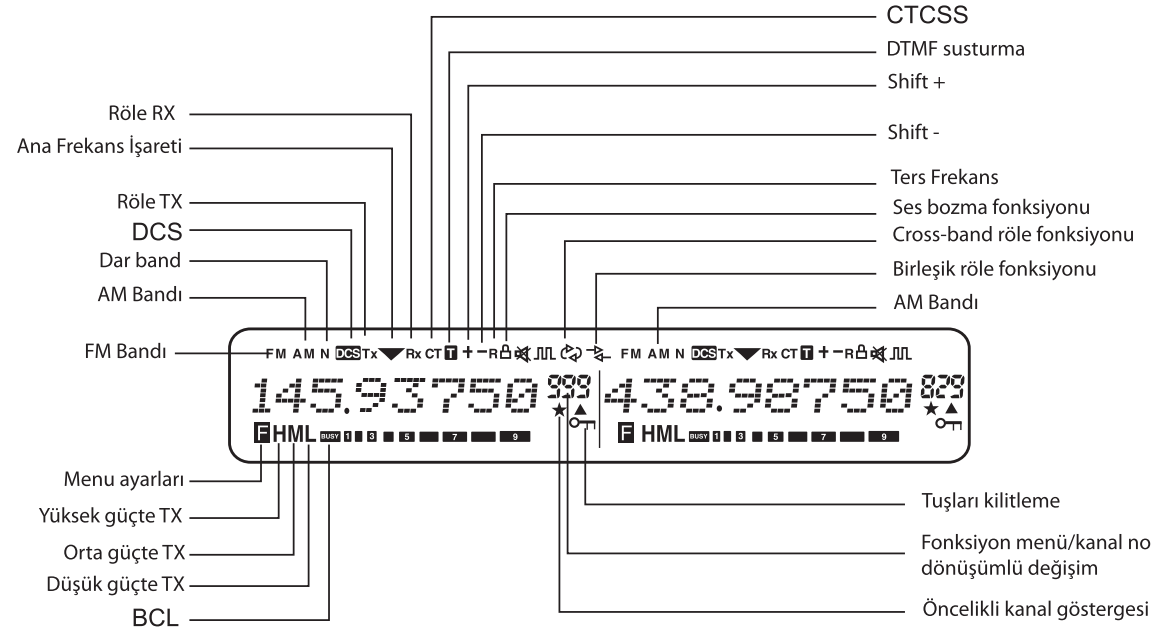 CTCSS
DTMF susturma
Shift +
Shift -
Ters Frekans
Ses bozma fonksiyonu
Cross-band röle fonksiyonu
Birleşik röle fonksiyonu
AM Bandı
Röle RX
Ana Frekans İşareti
Röle TX
DCS
Dar band
AM Bandı
FM Bandı
FM AM N DCS Tx Rx CT T + - R
FM AM N DCS Tx Rx CT T + - R
145.93750 999
438.98750 829
F HML BUSY 1 3 5 7 9
F HML BUSY 1 3 5 7 9
Menu ayarları
Yüksek güçte TX
Orta güçte TX
Düşük güçte TX
BCL
Tuşları kilitleme
Fonksiyon menü/kanal no
dönüşümlü değişim
Öncelikli kanal göstergesi